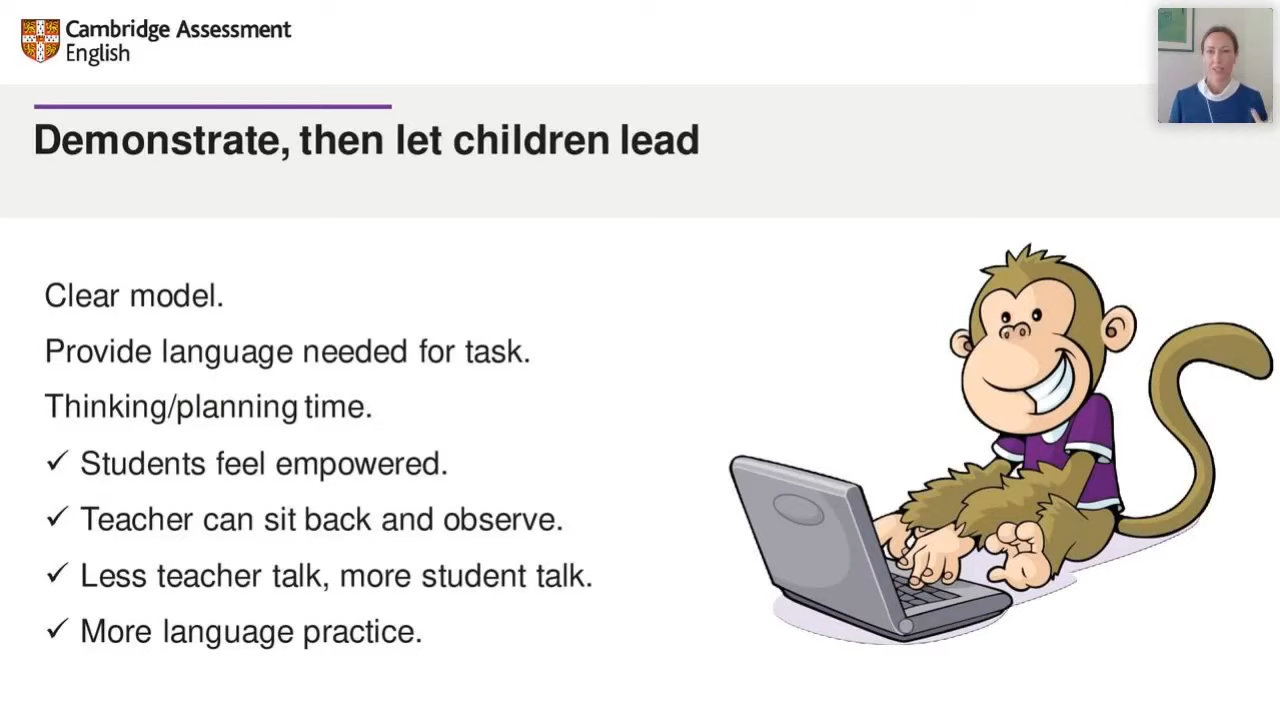 Cambridge Assessment
English
Demonstrate, then let children lead
Clear model.
Provide language needed for task.
Thinking/planning time.
✓ Students feel empowered.
✓ Teacher can sit back and observe.
✓ Less teacher talk, more student talk.
✓ More language practice.